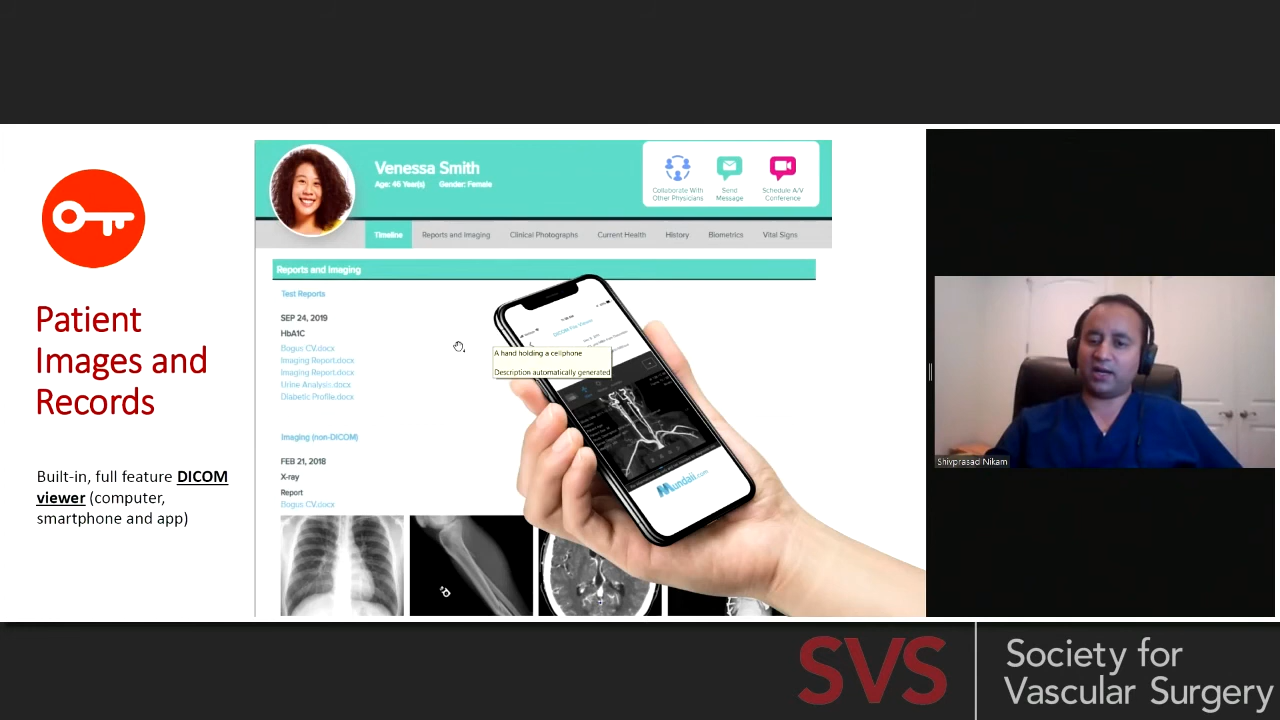 Patient
Images and
Records
Built-in, full feature DICOM
viewer (computer,
smartphone and app)
Venessa Smith
Age: 46 Year(s) Gender: Female
Collaborate With
Other Physicians
Send
Message
Schedule A/V
Conference
Timeline Reports and Imaging Clinical Photographs Current Health History Biometrics Vital Signs
Reports and Imaging
Test Reports
SEP 24, 2019
HbA1C
Bogus CV.docx
Imaging Report.docx
Imaging Report.docx
Urine Analysis.docx
Diabetic Profile.docx
Imaging (non-DICOM)
FEB 21, 2018
X-ray
Report
Bogus CV.docx
DICOM File Viewer
A hand holding a cellphone
Description automatically generated
Mundall.com
Shivprasad Nikam
SVS
Society for
Vascular Surgery